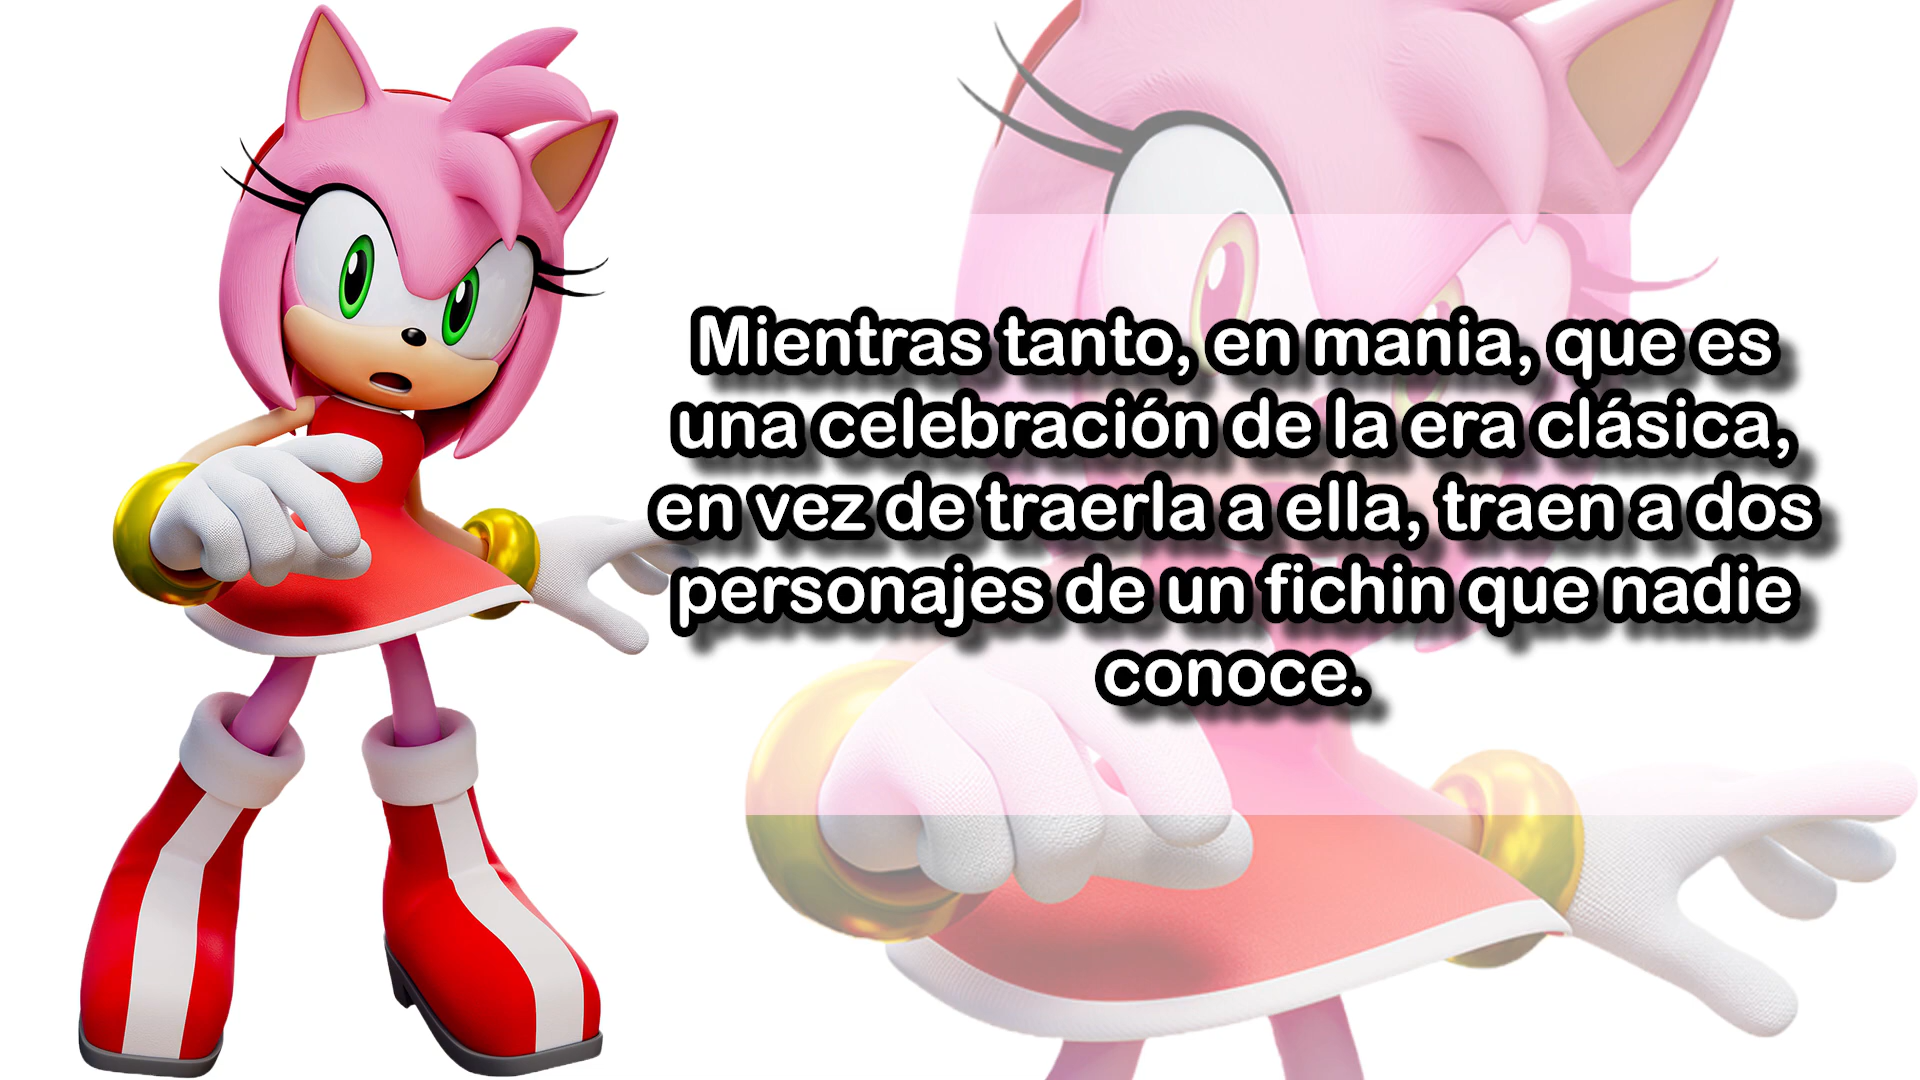 Mientras tanto, en mania, que es
una celebración de la era clásica,
en vez de traerla a ella, traen a dos
personajes de un fichin que nadie
conoce.